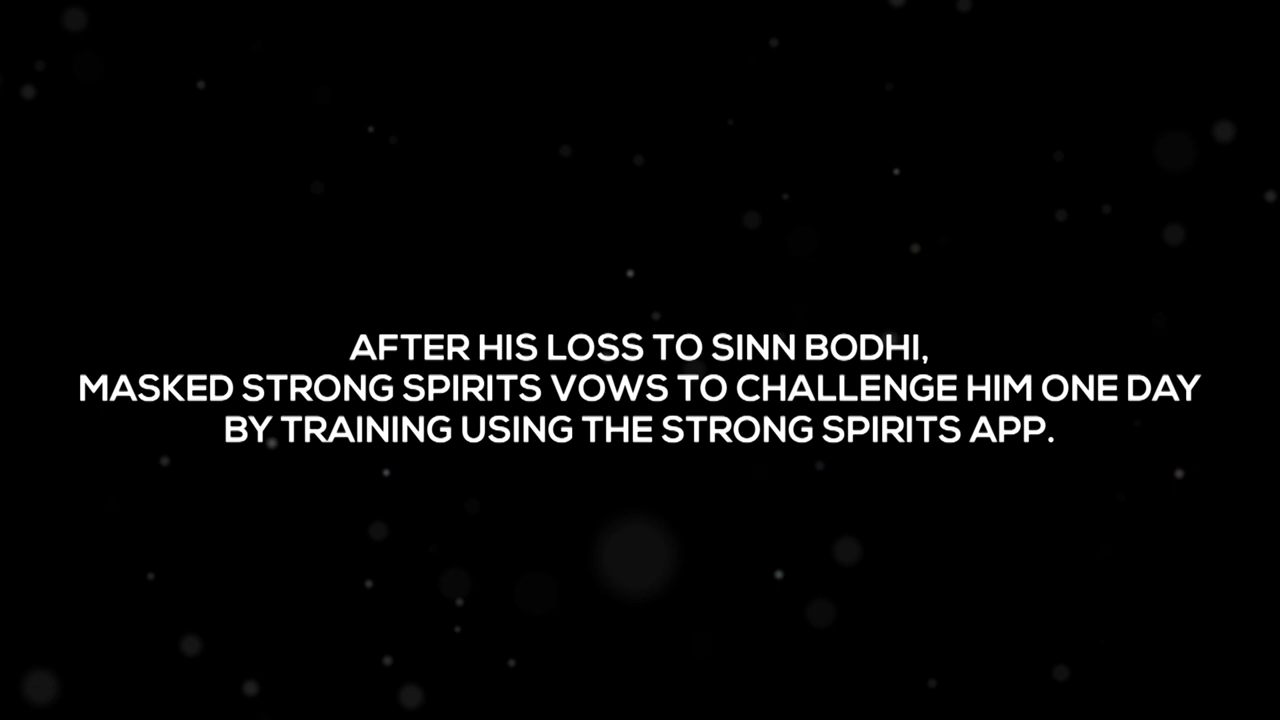 AFTER HIS LOSS TO SINN BODHI,
MASKED STRONG SPIRITS VOWS TO CHALLENGE HIM ONE DAY
BY TRAINING USING THE STRONG SPIRITS APP.